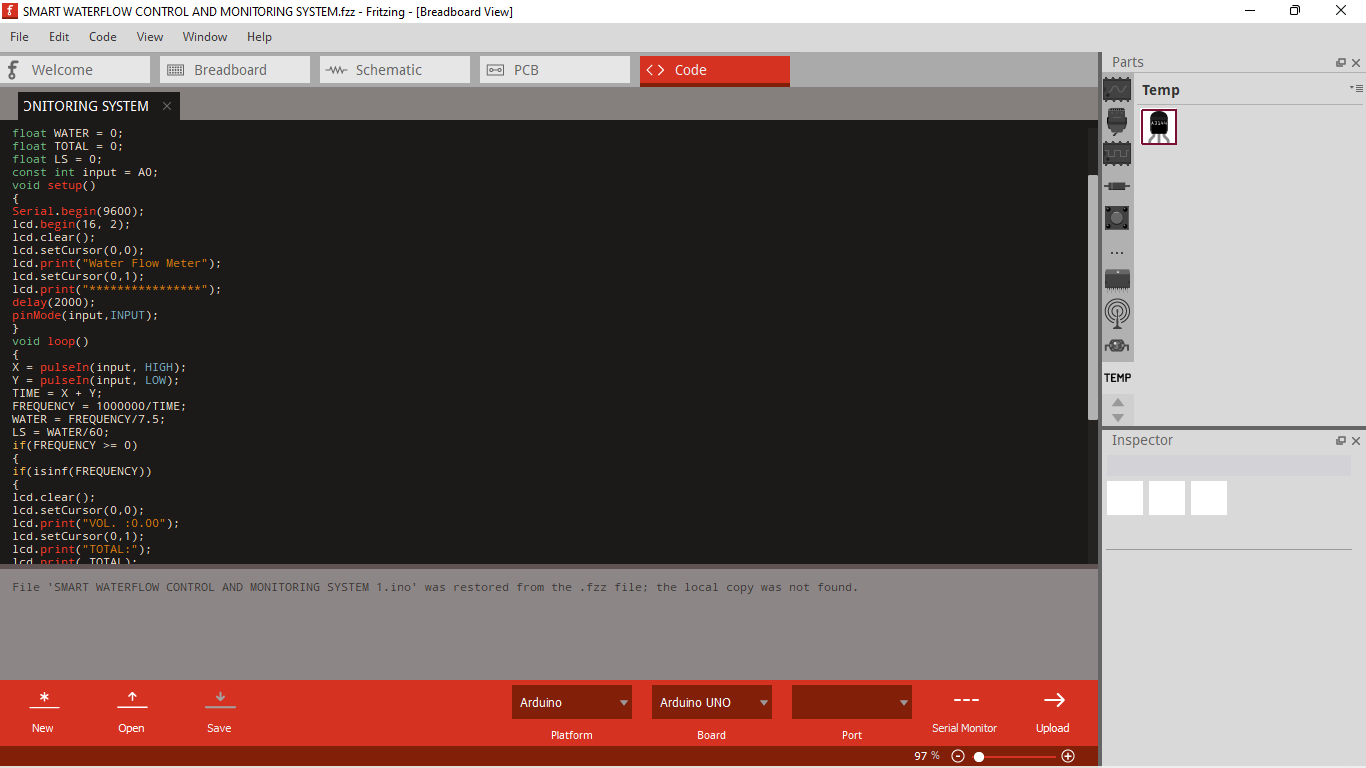 SMART WATERFLOW CONTROL AND MONITORING SYSTEM.fzz - Fritzing - [Breadboard View]
File Edit Code View Window Help
Welcome
Breadboard
Schematic
PCB
Code
ONITORING SYSTEM
float WATER = 0;
float TOTAL = 0;
float LS = 0;
const int input = A0;
void setup()
{
Serial.begin(9600);
lcd.begin(16, 2);
lcd.clear();
lcd.setCursor(0,0);
lcd.print("Water Flow Meter");
lcd.setCursor(0,1);
lcd.print("****************");
delay(2000);
pinMode(input,INPUT);
}
void loop()
{
X = pulseIn(input, HIGH);
Y = pulseIn(input, LOW);
TIME = X + Y;
FREQUENCY = 1000000/TIME;
WATER = FREQUENCY/7.5;
LS = WATER/60;
if(FREQUENCY >= 0)
{
if(isinf(FREQUENCY))
{
lcd.clear();
lcd.setCursor(0,0);
lcd.print("VOL. :0.00");
lcd.setCursor(0,1);
lcd.print("TOTAL:");
lcd.print( TOTAL);
File 'SMART WATERFLOW CONTROL AND MONITORING SYSTEM 1.ino' was restored from the .fzz file; the local copy was not found.
New
Open
Save
Arduino
Platform
Arduino UNO
Board
Port
Serial Monitor
Upload
97 %
Parts
Temp
A3144
TEMP
Inspector